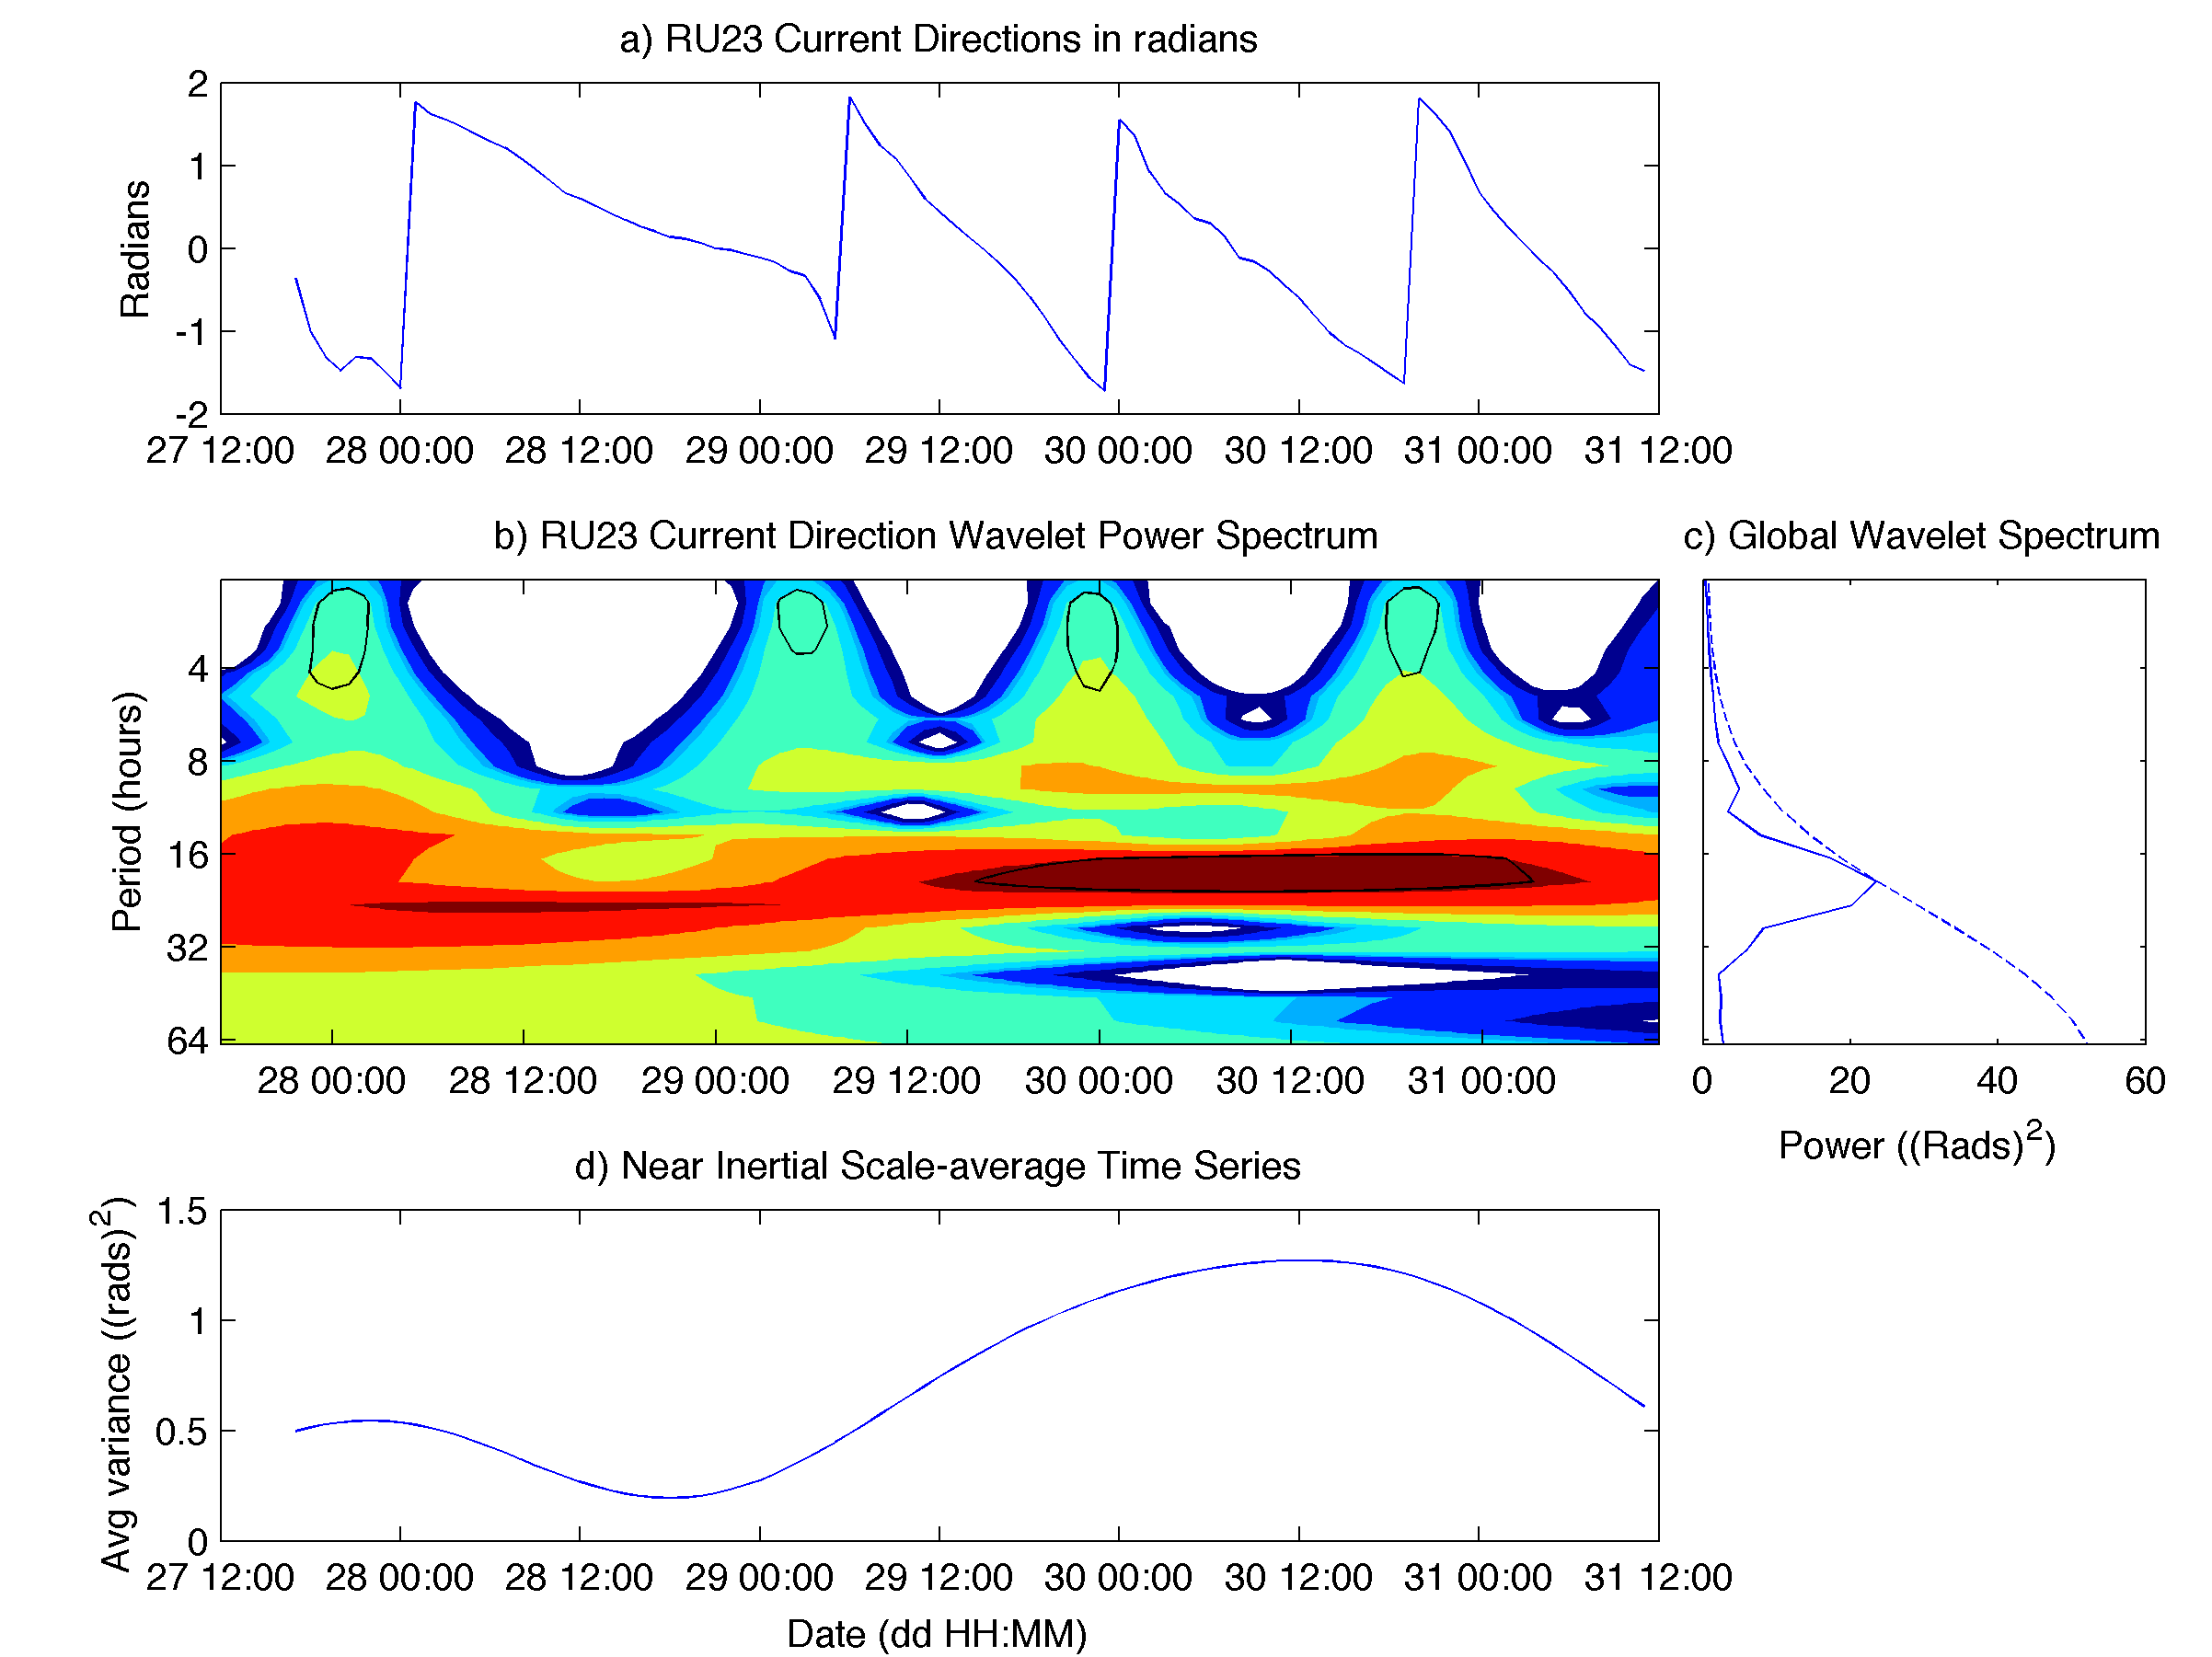 a) RU23 Current Directions in radians
2
1
0
-1
-2
Radians
27 12:00 28 00:00 28 12:00 29 00:00 29 12:00 30 00:00 30 12:00 31 00:00 31 12:00
b) RU23 Current Direction Wavelet Power Spectrum
4
8
16
32
64
Period (hours)
28 00:00 28 12:00 29 00:00 29 12:00 30 00:00 30 12:00 31 00:00
c) Global Wavelet Spectrum
0 20 40 60
Power ((Rads)²)
d) Near Inertial Scale-average Time Series
1.5
1
0.5
0
Avg variance ((rads)²)
27 12:00 28 00:00 28 12:00 29 00:00 29 12:00 30 00:00 30 12:00 31 00:00 31 12:00
Date (dd HH:MM)